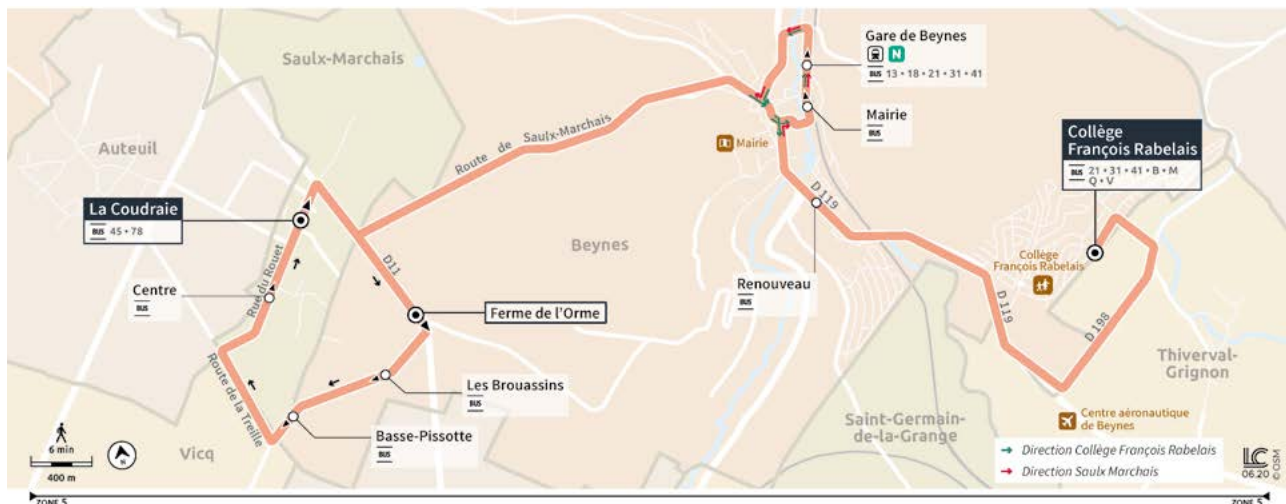 Saulx-Marchais
Auteuil
La Coudraie
BUS 45 • 78
Centre
BUS
Rue du Rouet
Route de la Treille
Vicq
6 min
400 m
N
Route de Saulx-Marchais
D11
Ferme de l'Orme
Les Brouassins
BUS
Basse-Pissotte
BUS
Beynes
Mairie
Gare de Beynes
N
BUS 13 • 18 • 21 • 31 • 41
Mairie
BUS
D 119
Renouveau
BUS
Collège
François Rabelais
BUS 21 • 31 • 41 • B • M
Q • V
Collège
François Rabelais
D 119
D 198
Thiverval-
Grignon
Saint-Germain-
de-la-Grange
Centre aéronautique
de Beynes
Direction Collège François Rabelais
Direction Saulx Marchais
LC
06.20
© OSM
ZONE 5
ZONE 5